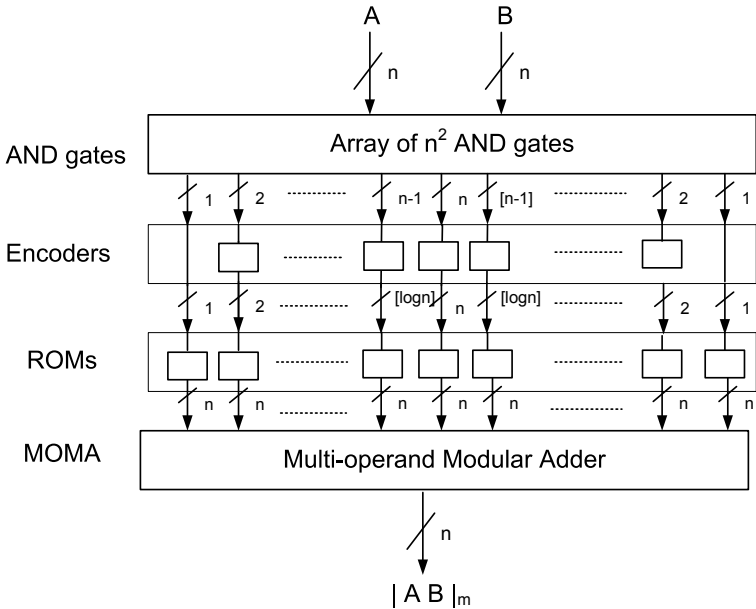 A B
n n
AND gates Array of n² AND gates
1 2 n-1 n [n-1] 2 1
Encoders
1 2 [logn] n [logn] 2 1
ROMs
n n n n n n n
MOMA Multi-operand Modular Adder
n
| A B |m